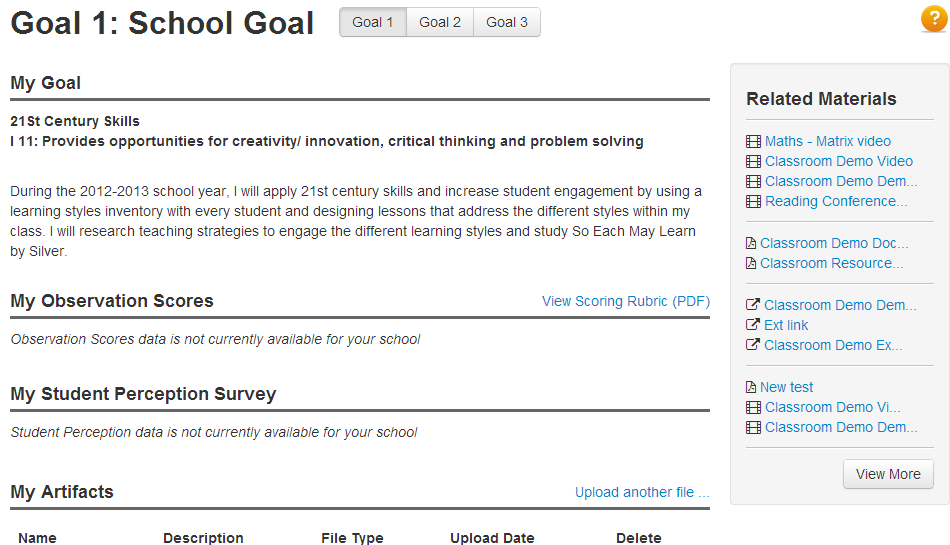 Goal 1: School Goal
Goal 1 Goal 2 Goal 3
?
My Goal
21St Century Skills
I 11: Provides opportunities for creativity/ innovation, critical thinking and problem solving
During the 2012-2013 school year, I will apply 21st century skills and increase student engagement by using a
learning styles inventory with every student and designing lessons that address the different styles within my
class. I will research teaching strategies to engage the different learning styles and study So Each May Learn
by Silver.
My Observation Scores
View Scoring Rubric (PDF)
Observation Scores data is not currently available for your school
My Student Perception Survey
Student Perception data is not currently available for your school
My Artifacts
Upload another file ...
Name Description File Type Upload Date Delete
Related Materials
Maths - Matrix video
Classroom Demo Video
Classroom Demo Dem...
Reading Conference...
Classroom Demo Doc...
Classroom Resource...
Classroom Demo Dem...
Ext link
Classroom Demo Ex...
New test
Classroom Demo Vi...
Classroom Demo Dem...
View More